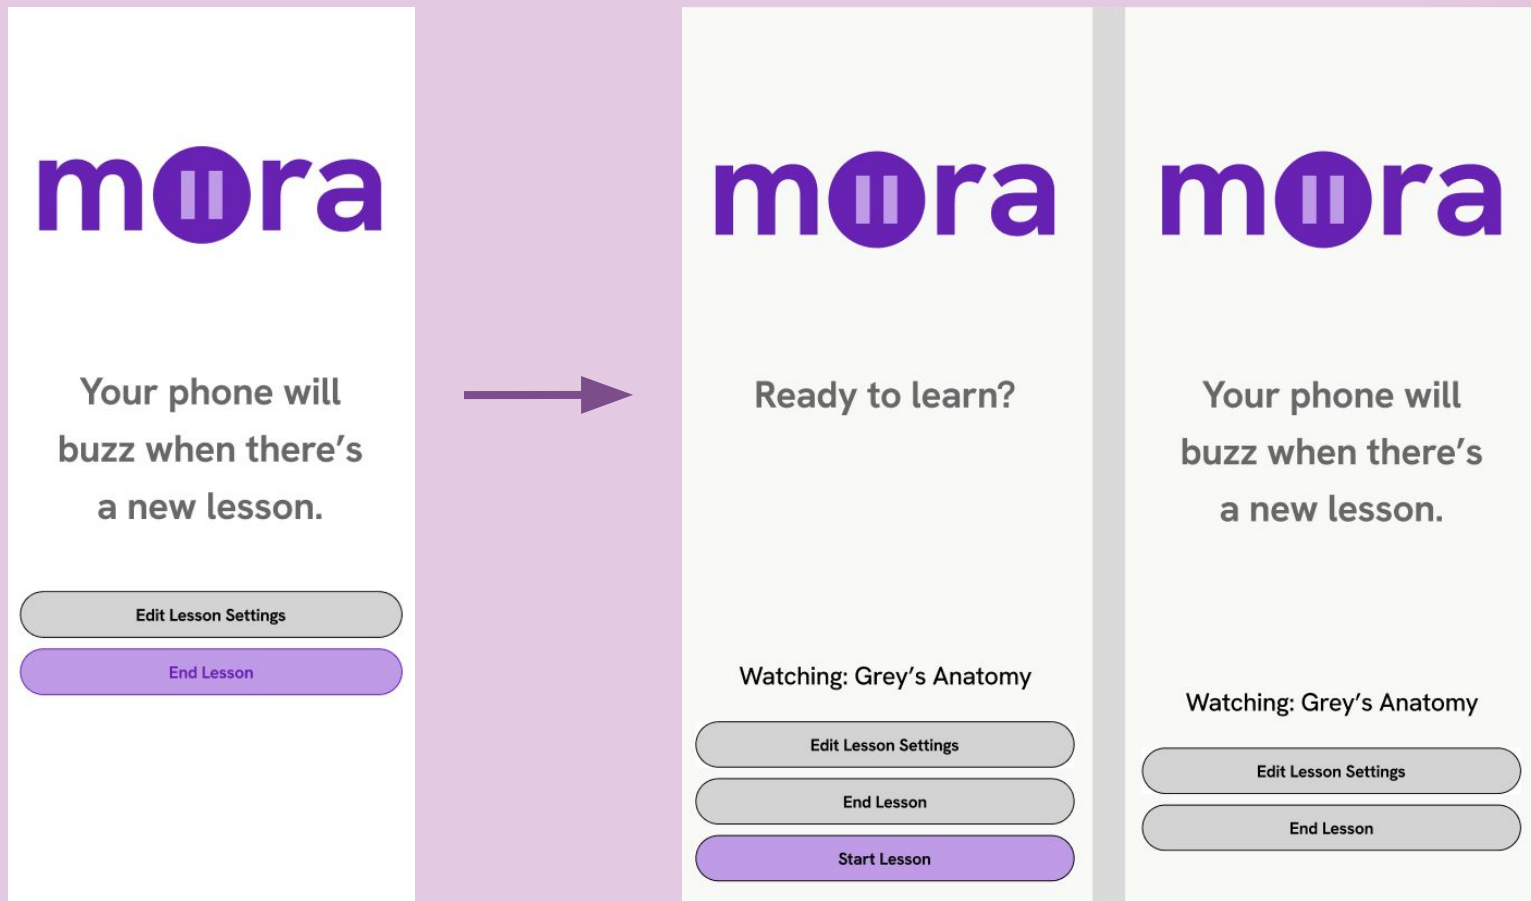 mora
Your phone will
buzz when there's
a new lesson.
Edit Lesson Settings
End Lesson
mora
Ready to learn?
Watching: Grey's Anatomy
Edit Lesson Settings
End Lesson
Start Lesson
mora
Your phone will
buzz when there's
a new lesson.
Watching: Grey's Anatomy
Edit Lesson Settings
End Lesson